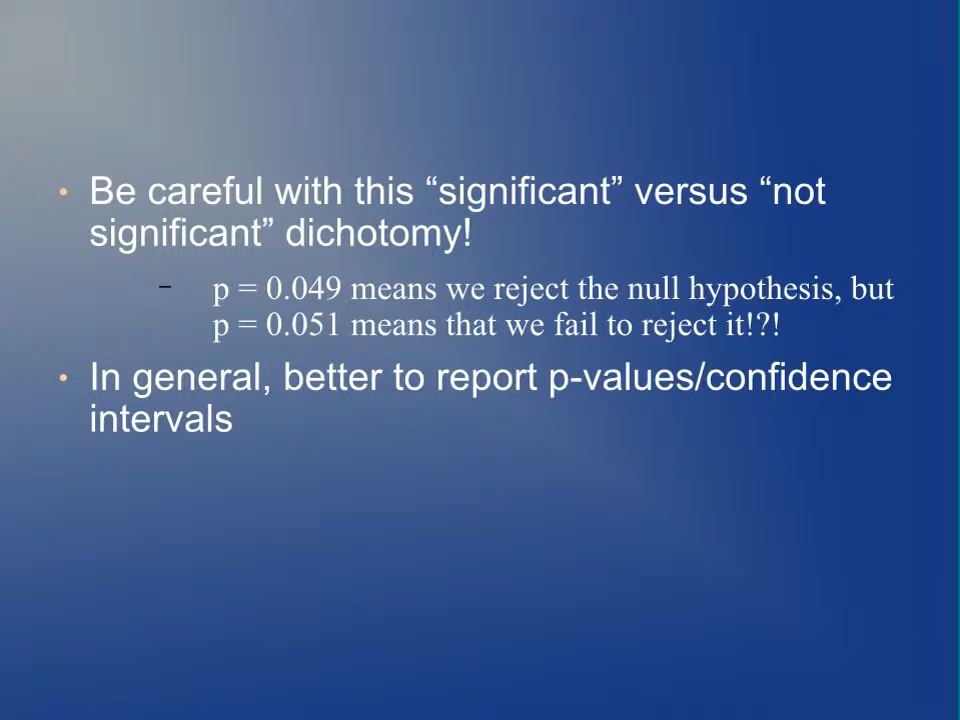 • Be careful with this “significant” versus “not
significant” dichotomy!
– p = 0.049 means we reject the null hypothesis, but
p = 0.051 means that we fail to reject it!?!
• In general, better to report p-values/confidence
intervals